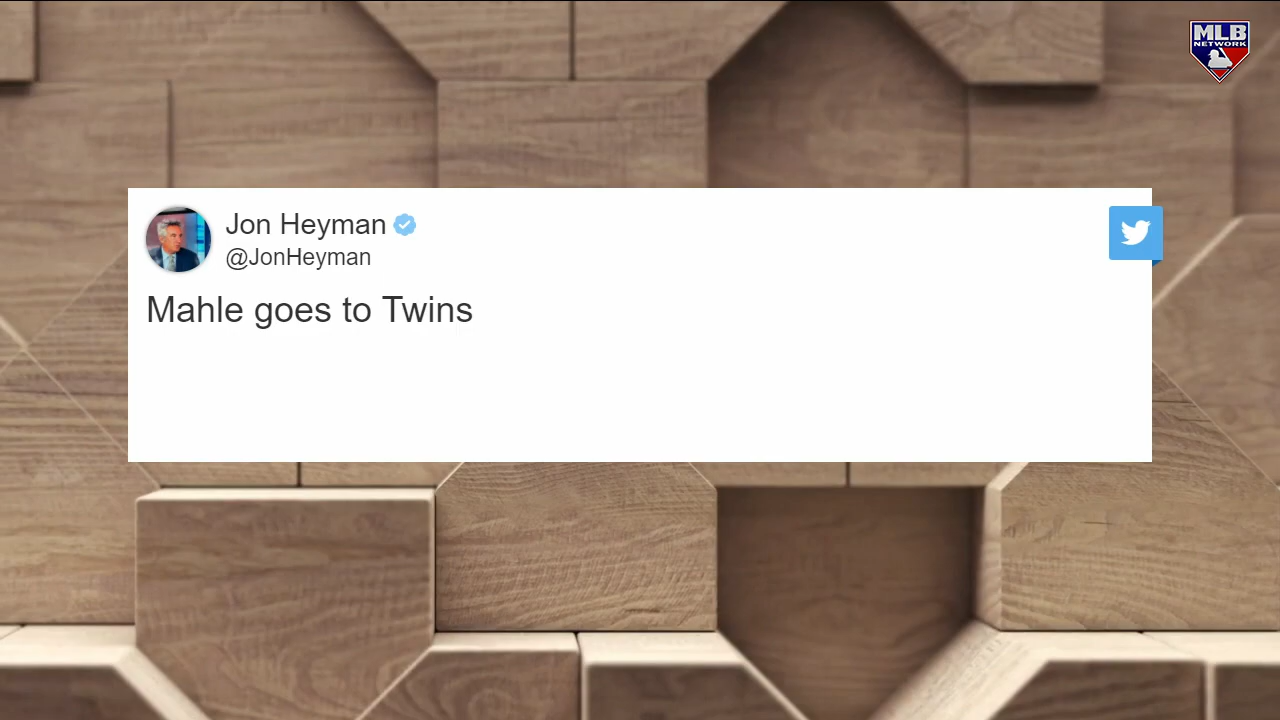 MLB
NETWORK
Jon Heyman
@JonHeyman
Mahle goes to Twins